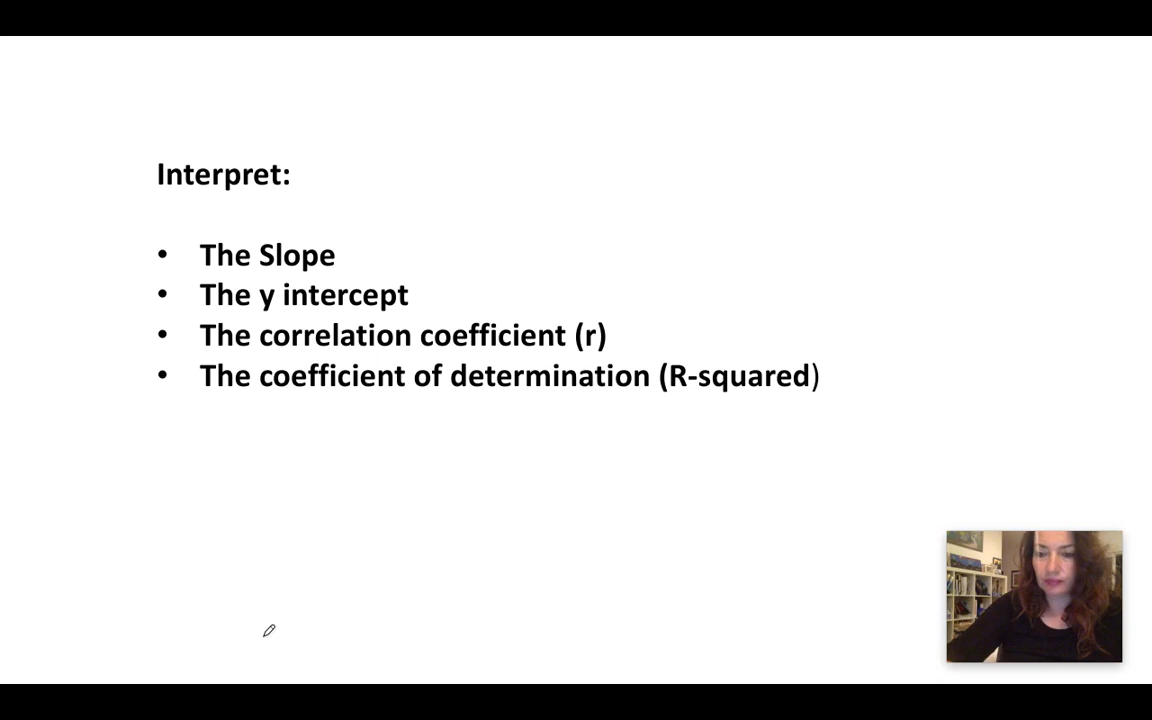 Interpret:
• The Slope
• The y intercept
• The correlation coefficient (r)
• The coefficient of determination (R-squared)